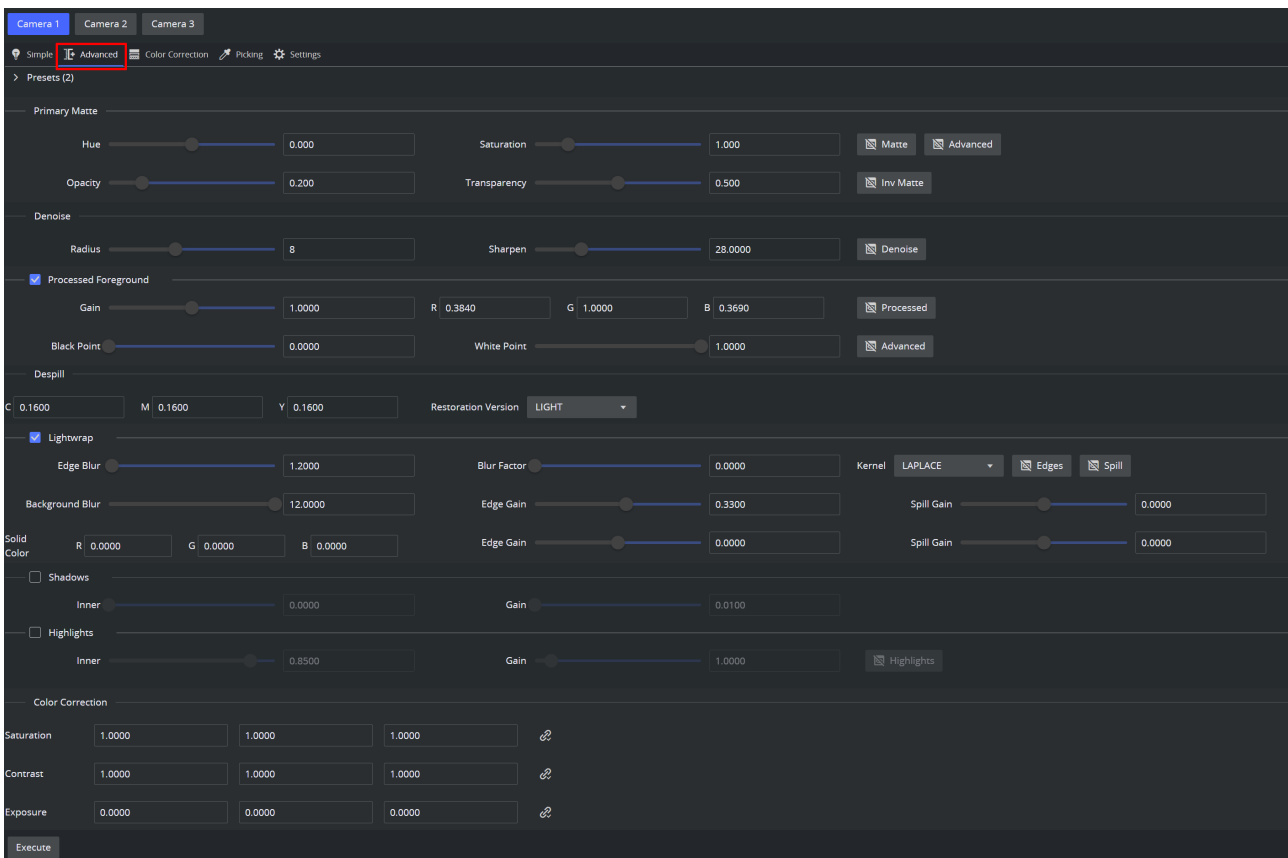 Camera 1 Camera 2 Camera 3
Simple Advanced Color Correction Picking Settings
Presets (2)
Primary Matte
Hue 0.000 Saturation 1.000 Matte Advanced
Opacity 0.200 Transparency 0.500 Inv Matte
Denoise
Radius 8 Sharpen 28.0000 Denoise
Processed Foreground
Gain 1.0000 R 0.3840 G 1.0000 B 0.3690 Processed
Black Point 0.0000 White Point 1.0000 Advanced
Despill
C 0.1600 M 0.1600 Y 0.1600 Restoration Version LIGHT
Lightwrap
Edge Blur 1.2000 Blur Factor 0.0000 Kernel LAPLACE Edges Spill
Background Blur 12.0000 Edge Gain 0.3300 Spill Gain 0.0000
Solid Color R 0.0000 G 0.0000 B 0.0000 Edge Gain 0.0000 Spill Gain 0.0000
Shadows
Inner 0.0000 Gain 0.0100
Highlights
Inner 0.8500 Gain 1.0000 Highlights
Color Correction
Saturation 1.0000 1.0000 1.0000
Contrast 1.0000 1.0000 1.0000
Exposure 0.0000 0.0000 0.0000
Execute